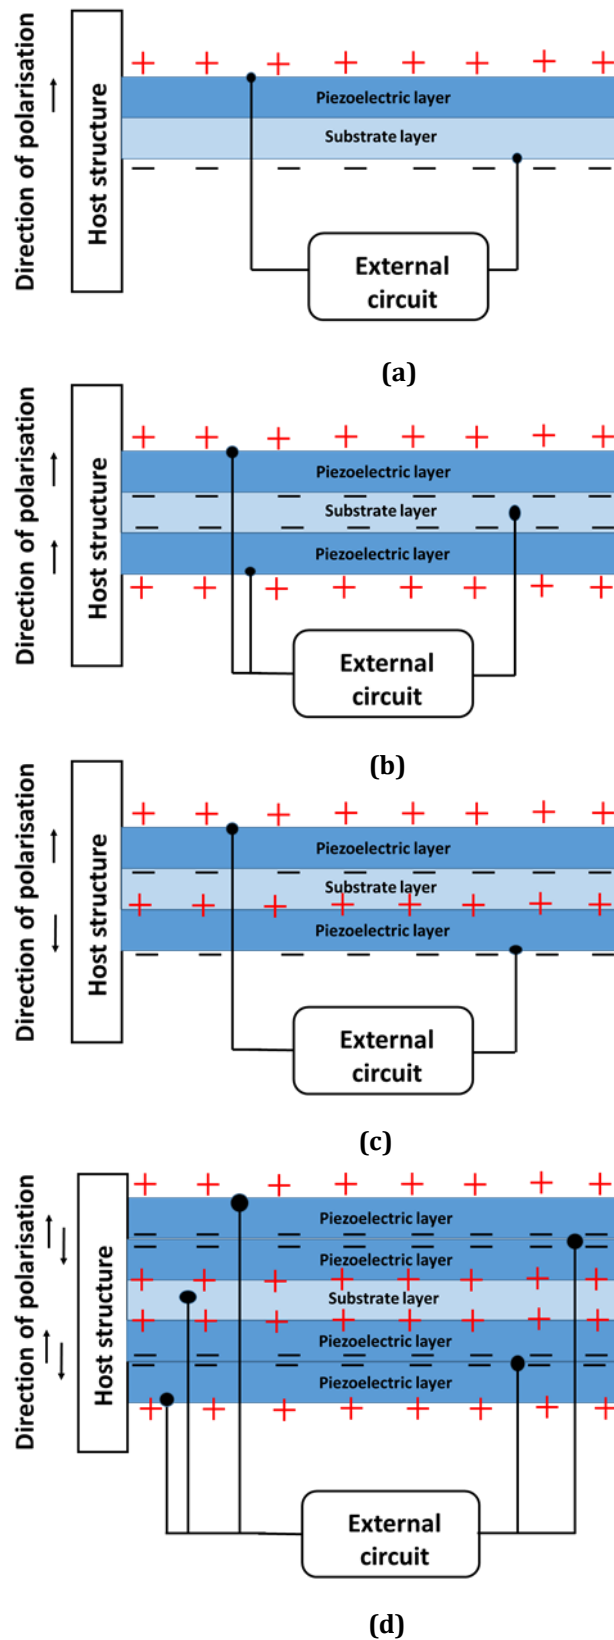 Direction of polarisation
Host structure
Piezoelectric layer
Substrate layer
External
circuit
(a)
Direction of polarisation
Host structure
Piezoelectric layer
Substrate layer
Piezoelectric layer
External
circuit
(b)
Direction of polarisation
Host structure
Piezoelectric layer
Substrate layer
Piezoelectric layer
External
circuit
(c)
Direction of polarisation
Host structure
Piezoelectric layer
Piezoelectric layer
Substrate layer
Piezoelectric layer
Piezoelectric layer
External
circuit
(d)